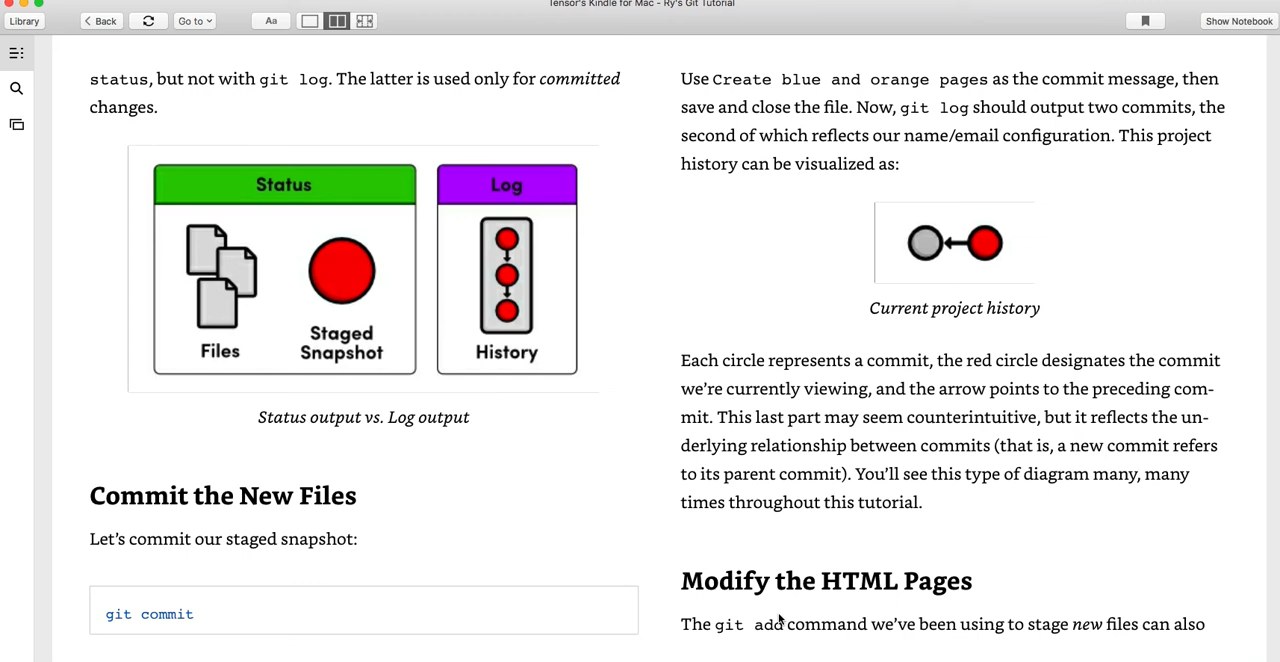 Tensor's Kindle for Mac - Ry's Git Tutorial
Library
Back
Go to
Aa
Show Notebook
status, but not with git log. The latter is used only for committed
changes.
Status
Log
Files
Staged
Snapshot
History
Status output vs. Log output
Commit the New Files
Let's commit our staged snapshot:
git commit
Use Create blue and orange pages as the commit message, then
save and close the file. Now, git log should output two commits, the
second of which reflects our name/email configuration. This project
history can be visualized as:
Current project history
Each circle represents a commit, the red circle designates the commit
we're currently viewing, and the arrow points to the preceding com-
mit. This last part may seem counterintuitive, but it reflects the un-
derlying relationship between commits (that is, a new commit refers
to its parent commit). You'll see this type of diagram many, many
times throughout this tutorial.
Modify the HTML Pages
The git add command we've been using to stage new files can also